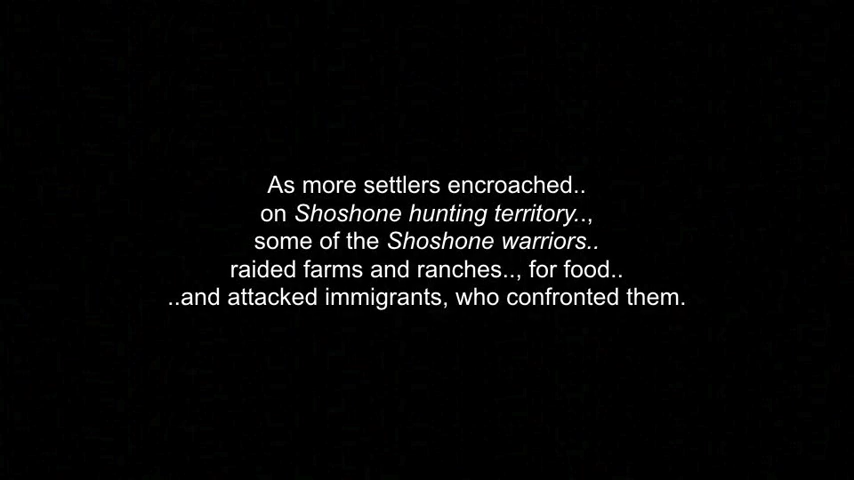 As more settlers encroached..
on Shoshone hunting territory..,
some of the Shoshone warriors..
raided farms and ranches.., for food..
..and attacked immigrants, who confronted them.